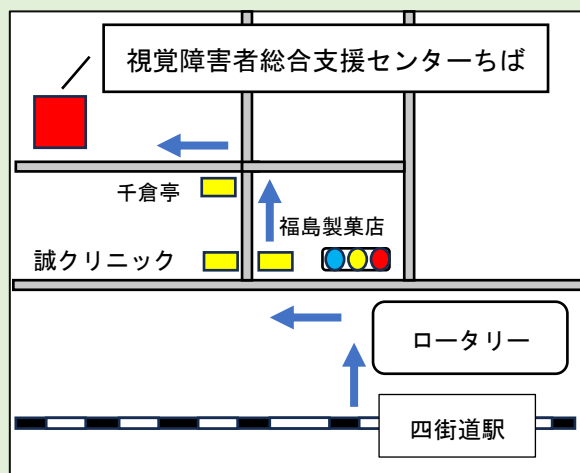 視覚障害者総合支援センターちば
千倉亭
福島製菓店
誠クリニック
ロータリー
四街道駅